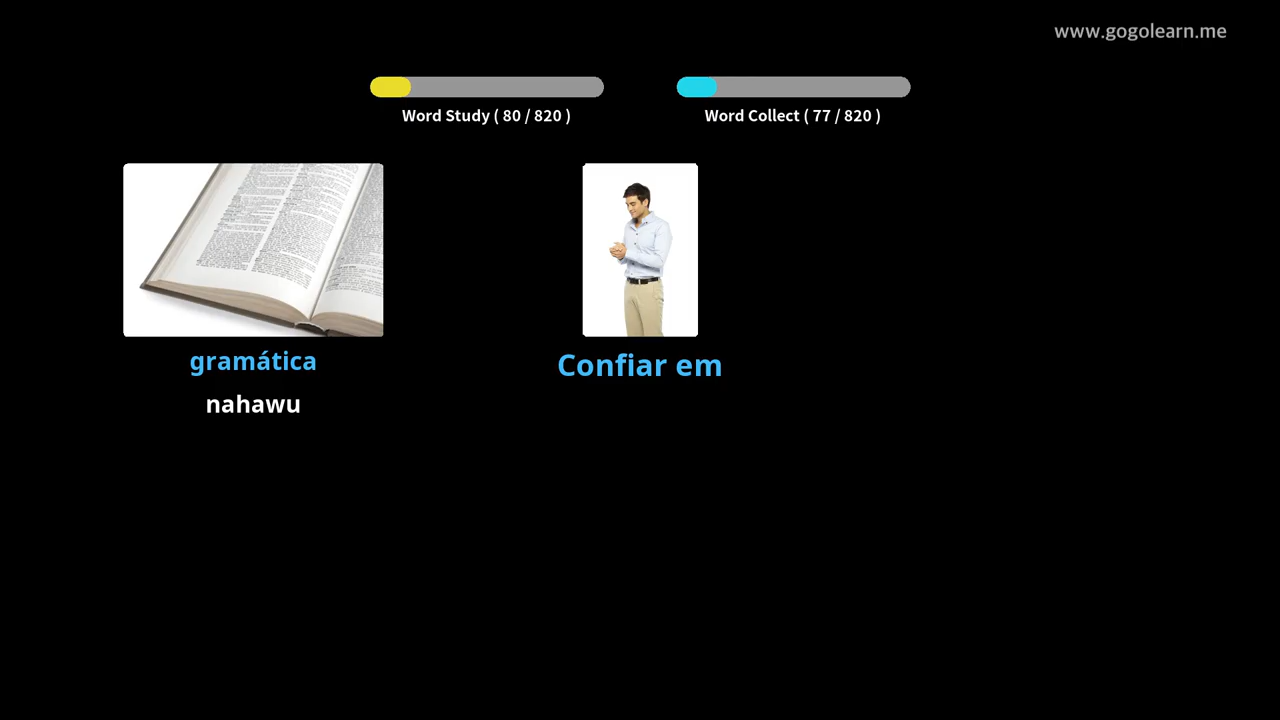 www.gogolearn.me
Word Study ( 80 / 820 )
Word Collect ( 77 / 820 )
gramática
nahawu
Confiar em